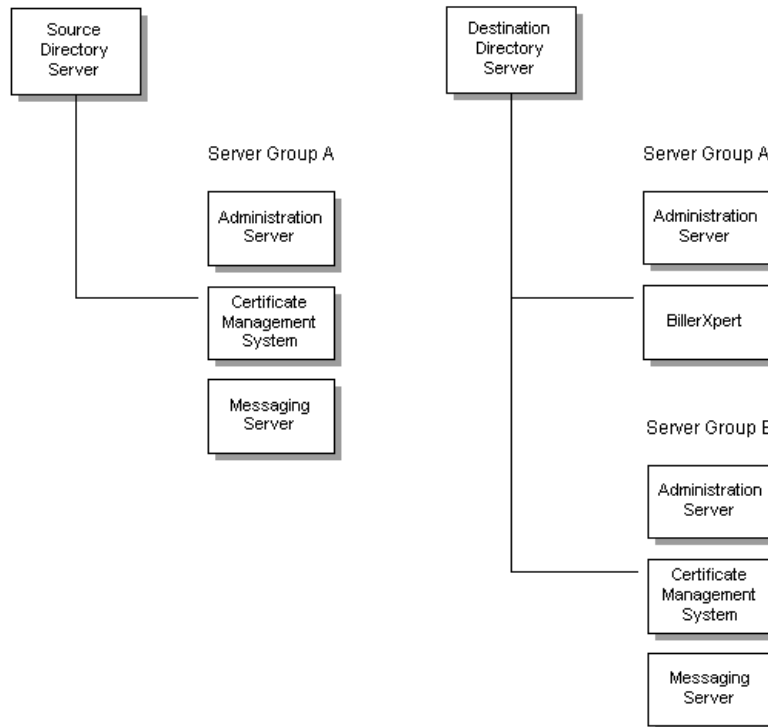 Source
Directory
Server
Server Group A
Administration
Server
Certificate
Management
System
Messaging
Server
Destination
Directory
Server
Server Group A
Administration
Server
BillerXpert
Server Group B
Administration
Server
Certificate
Management
System
Messaging
Server